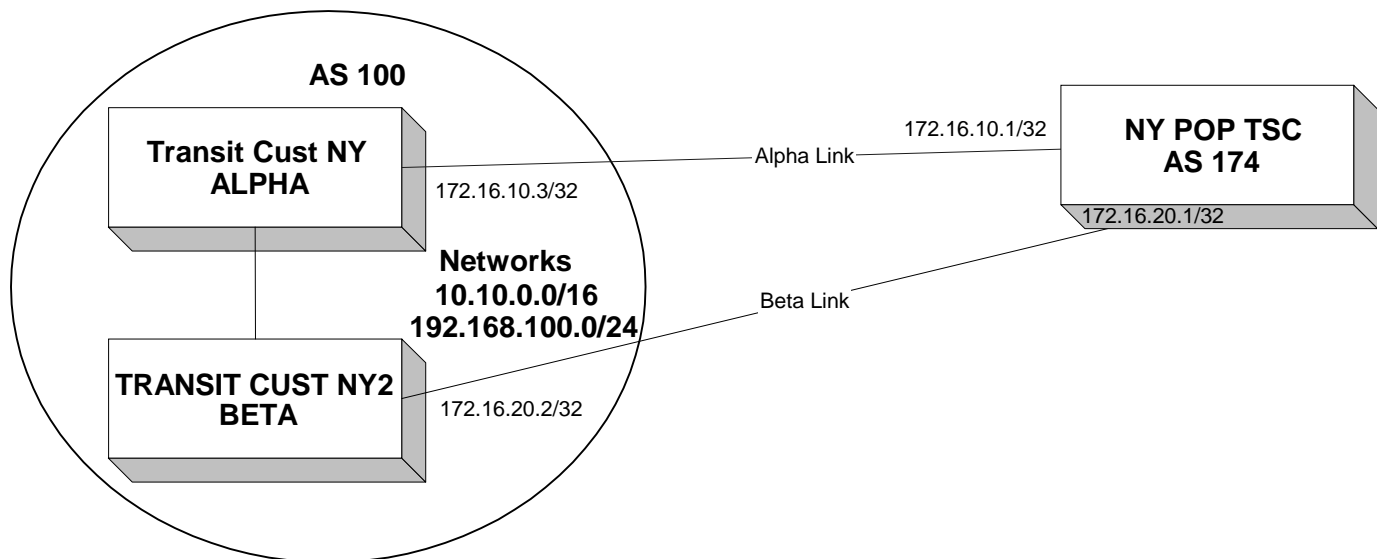 AS 100
Transit Cust NY
ALPHA
172.16.10.3/32
Alpha Link
172.16.10.1/32
NY POP TSC
AS 174
172.16.20.1/32
Networks
10.10.0.0/16
192.168.100.0/24
Beta Link
TRANSIT CUST NY2
BETA
172.16.20.2/32